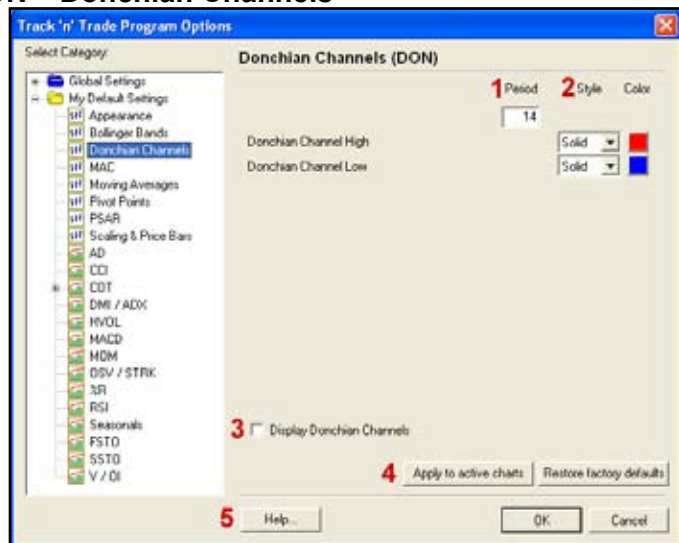 DON – Donchian Channels
Track 'n' Trade Program Options
Select Category:
Global Settings
My Default Settings
Appearance
Bollinger Bands
Donchian Channels
MAC
Moving Averages
Pivot Points
PSAR
Scaling & Price Bars
AD
CCI
COT
DMI / ADX
HVOL
MACD
MOM
OSV / STRK
%R
RSI
Seasonals
FSTO
SSTO
V / OI
Donchian Channels (DON)
1 Period 2 Style Color
14
Donchian Channel High Solid
Donchian Channel Low Solid
3 Display Donchian Channels
4 Apply to active charts Restore factory defaults
5 Help... OK Cancel